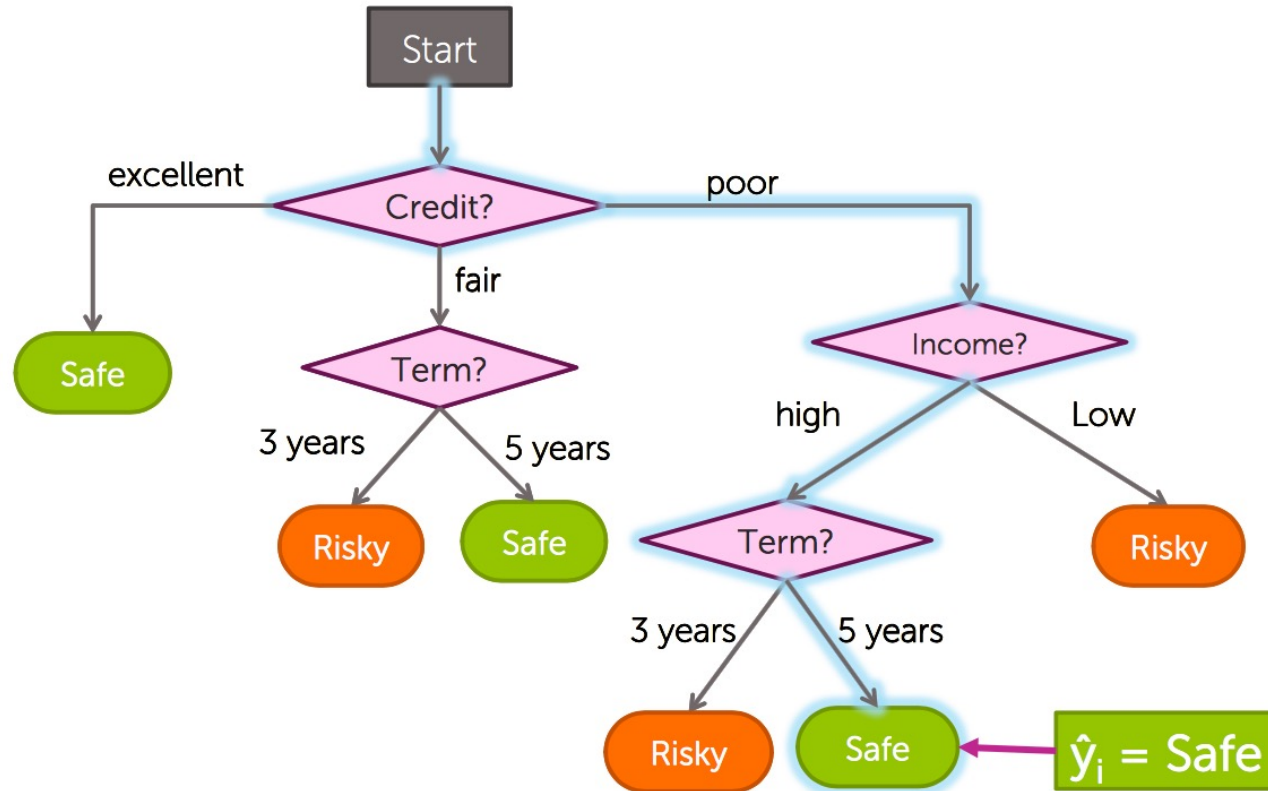 Start
excellent
Credit?
poor
fair
Safe
Term?
Income?
3 years
5 years
high
Low
Risky
Safe
Term?
Risky
3 years
5 years
Risky
Safe
ŷi = Safe